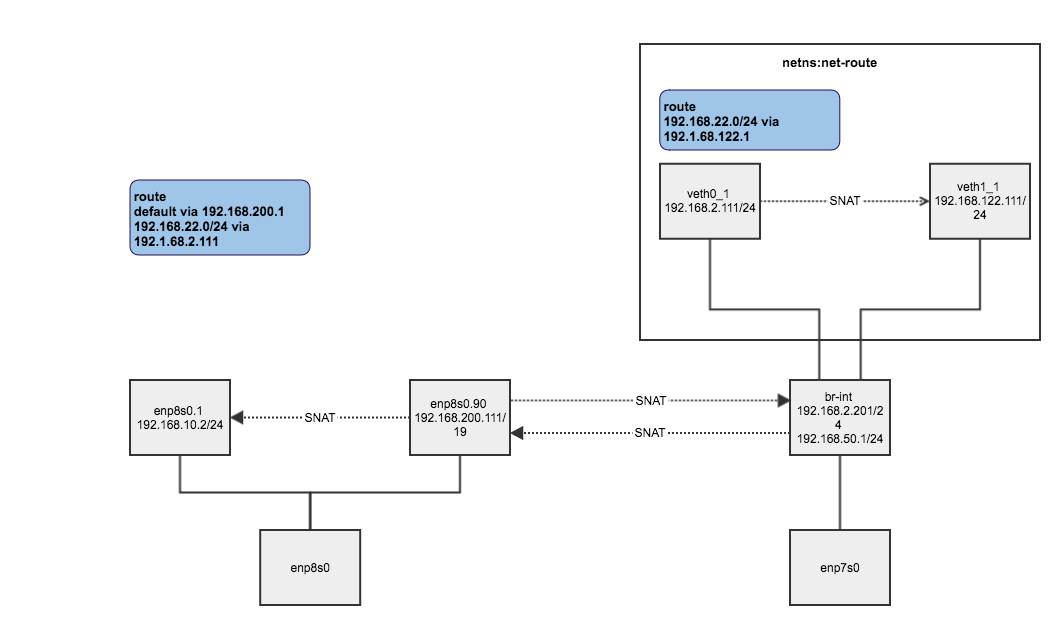 netns:net-route
route
192.168.22.0/24 via
192.1.68.122.1
veth0_1
192.168.2.111/24
SNAT
veth1_1
192.168.122.111/
24
route
default via 192.168.200.1
192.168.22.0/24 via
192.1.68.2.111
enp8s0.1
192.168.10.2/24
SNAT
enp8s0.90
192.168.200.111/
19
SNAT
SNAT
br-int
192.168.2.201/2
4
192.168.50.1/24
enp8s0
enp7s0